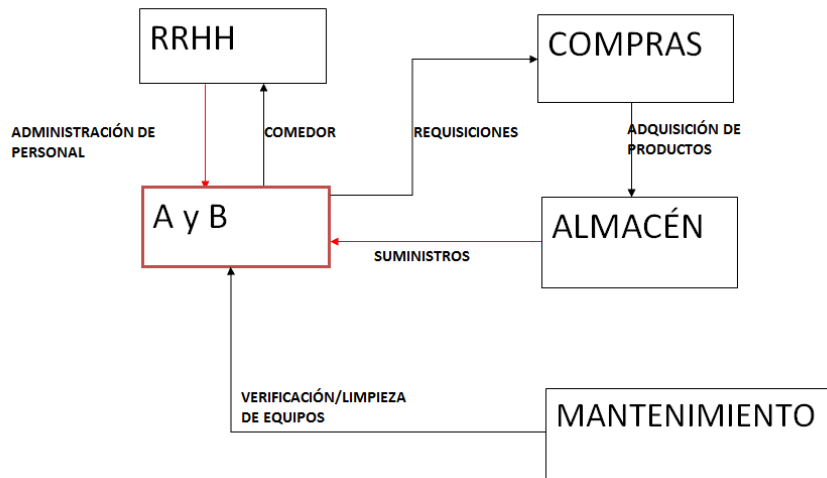 RRHH
COMPRAS
ADMINISTRACIÓN DE
PERSONAL
COMEDOR
REQUISICIONES
ADQUISICIÓN DE
PRODUCTOS
A y B
ALMACÉN
SUMINISTROS
VERIFICACIÓN/LIMPIEZA
DE EQUIPOS
MANTENIMIENTO